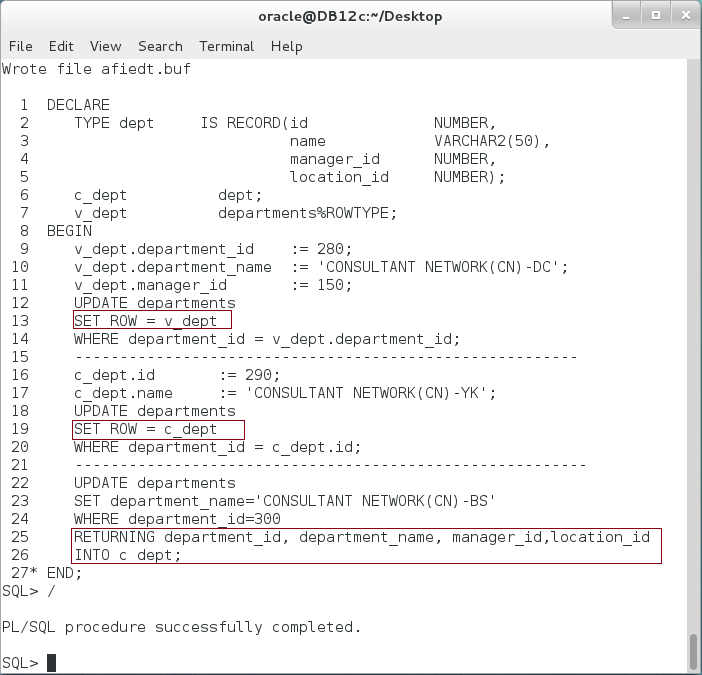 oracle@DB12c:~/Desktop
File Edit View Search Terminal Help
Wrote file afiedt.buf
1 DECLARE
2 TYPE dept IS RECORD(id NUMBER,
3 name VARCHAR2(50),
4 manager_id NUMBER,
5 location_id NUMBER);
6 c_dept dept;
7 v_dept departments%ROWTYPE;
8 BEGIN
9 v_dept.department_id := 280;
10 v_dept.department_name := 'CONSULTANT NETWORK(CN)-DC';
11 v_dept.manager_id := 150;
12 UPDATE departments
13 SET ROW = v_dept
14 WHERE department_id = v_dept.department_id;
15 --------------------------------------------------------
16 c_dept.id := 290;
17 c_dept.name := 'CONSULTANT NETWORK(CN)-YK';
18 UPDATE departments
19 SET ROW = c_dept
20 WHERE department_id = c_dept.id;
21 ---------------------------------------------------------
22 UPDATE departments
23 SET department_name='CONSULTANT NETWORK(CN)-BS'
24 WHERE department_id=300
25 RETURNING department_id, department_name, manager_id,location_id
26 INTO c_dept;
27* END;
SQL> /
PL/SQL procedure successfully completed.
SQL>